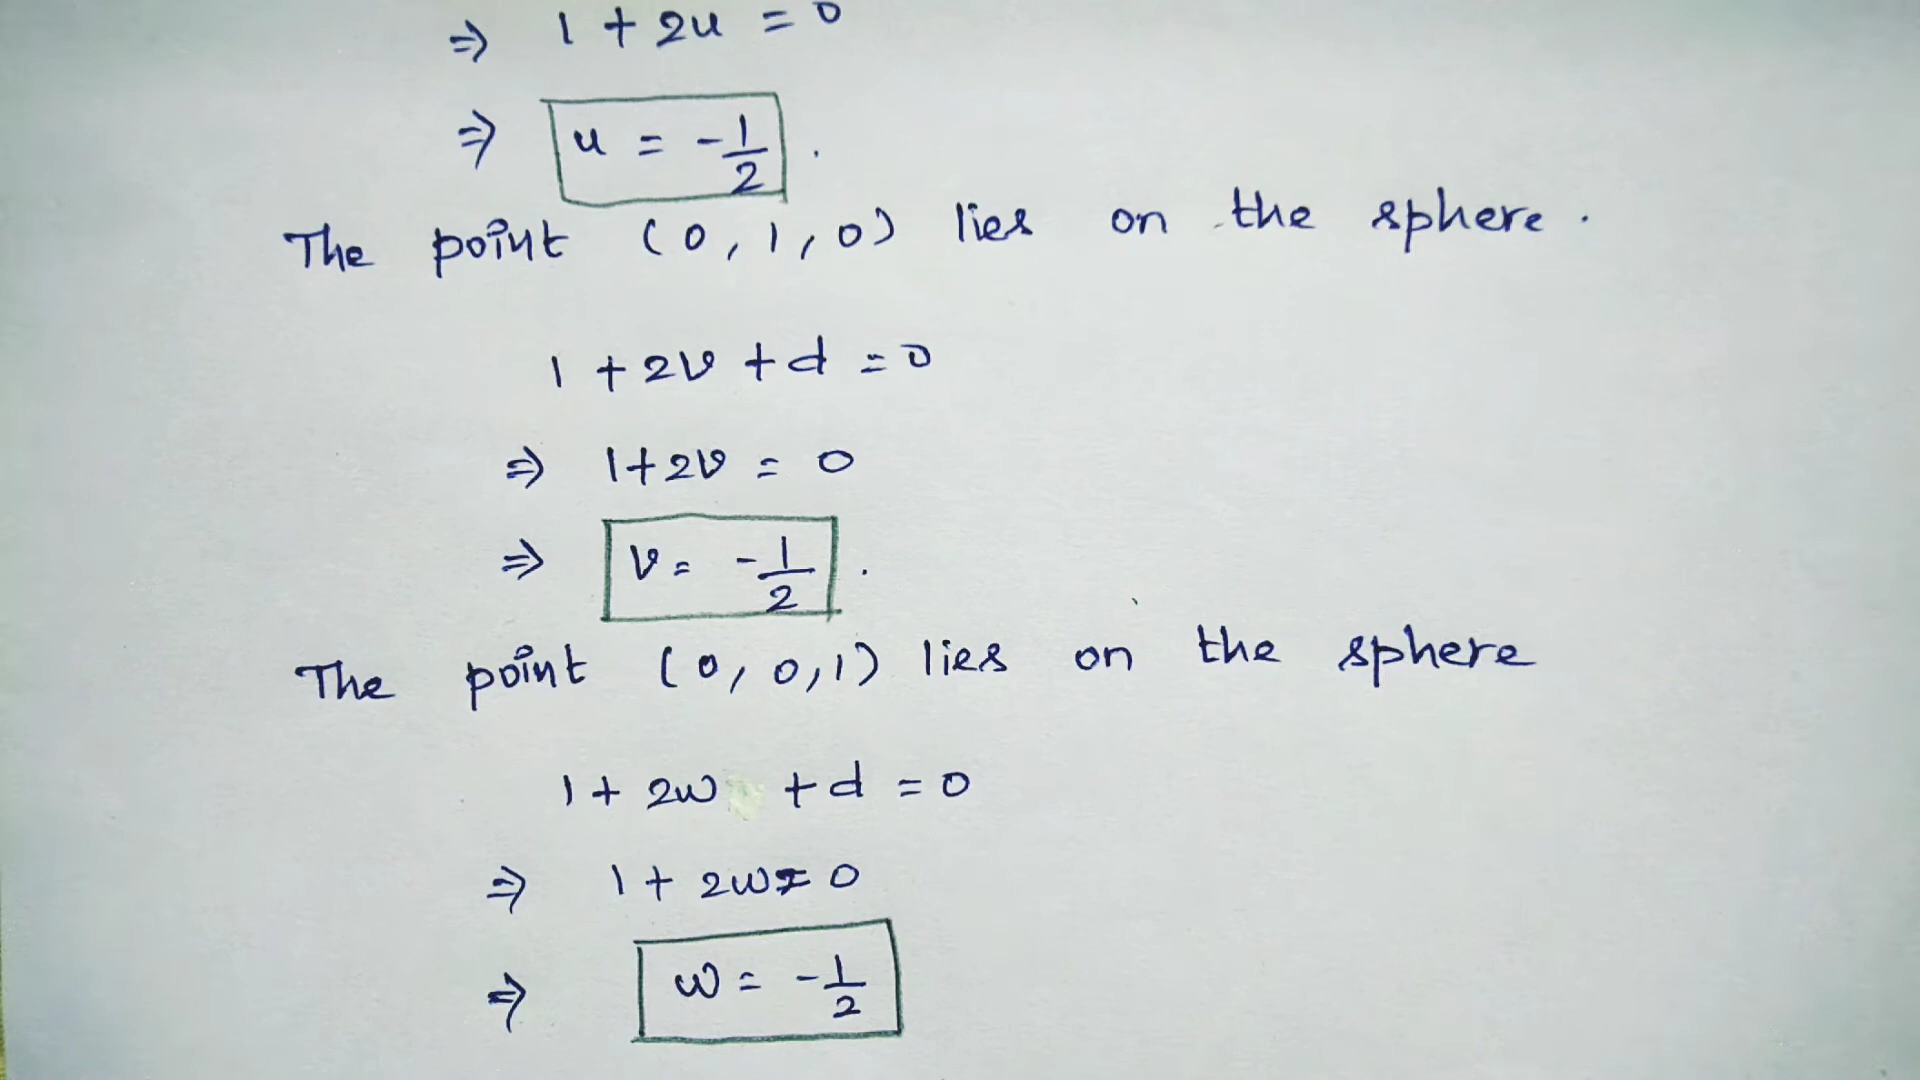 ⇒ 1 + 2u = 0
⇒ u = -1/2 .
The point (0, 1, 0) lies on the sphere .
1 + 2v + d = 0
⇒ 1+2v = 0
⇒ v = -1/2 .
The point (0, 0, 1) lies on the sphere
1 + 2w + d = 0
⇒ 1 + 2w = 0
⇒ w = -1/2